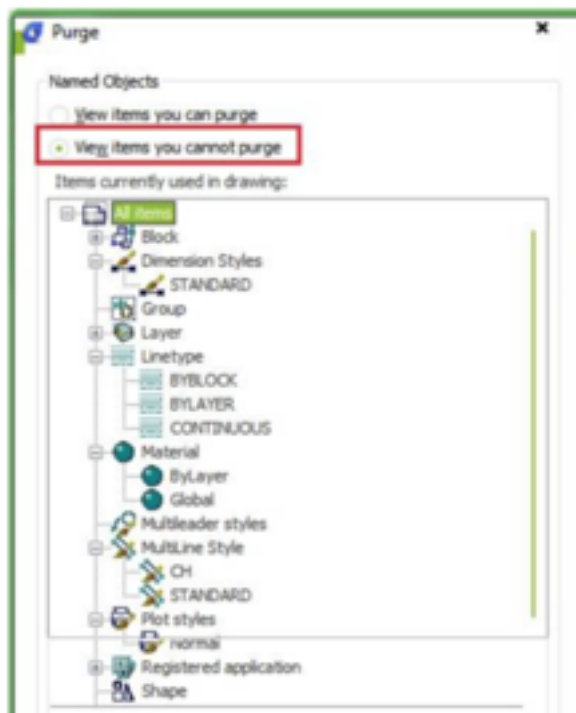 Purge
Named Objects
View items you can purge
View items you cannot purge
Items currently used in drawing:
All items
Block
Dimension Styles
STANDARD
Group
Layer
Linetype
BYBLOCK
BYLAYER
CONTINUOUS
Material
ByLayer
Global
Multileader styles
MultiLine Style
CH
STANDARD
Plot styles
Normal
Registered application
Shape